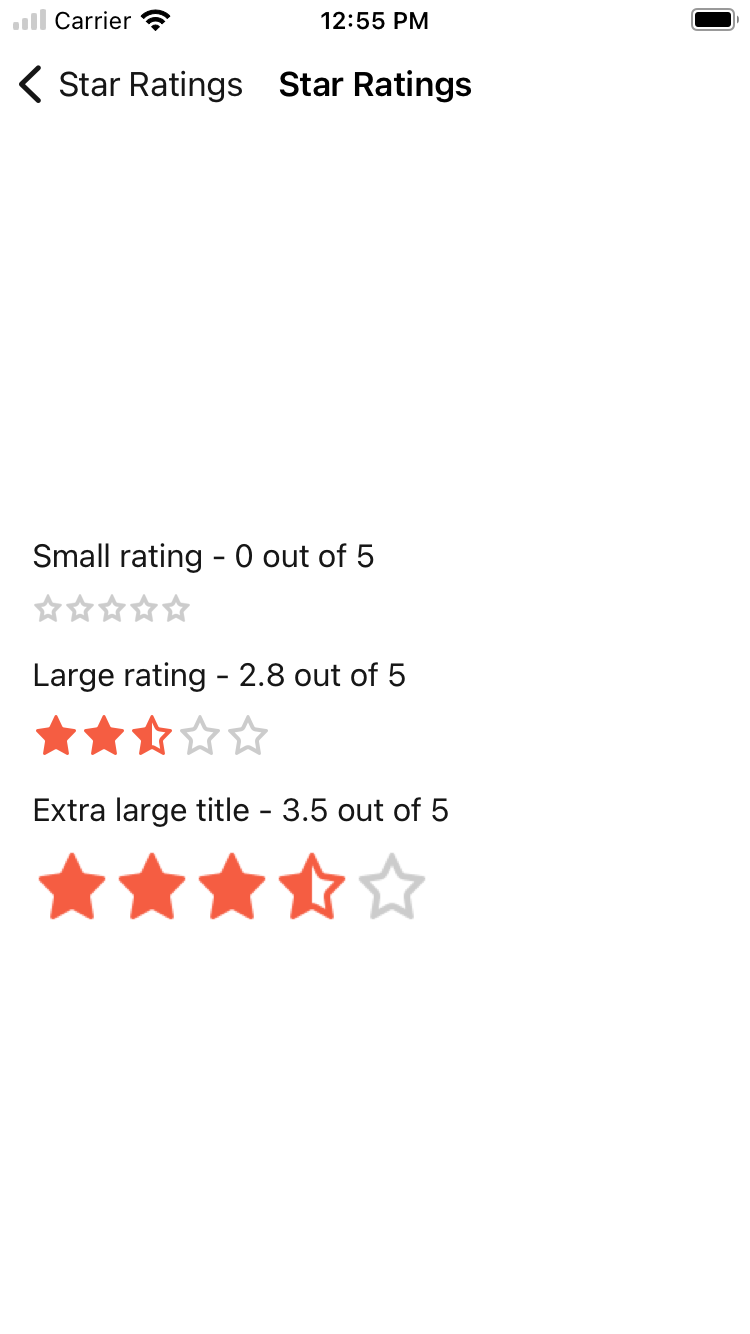 Carrier 12:55 PM
Star Ratings Star Ratings
Small rating - 0 out of 5
Large rating - 2.8 out of 5
Extra large title - 3.5 out of 5